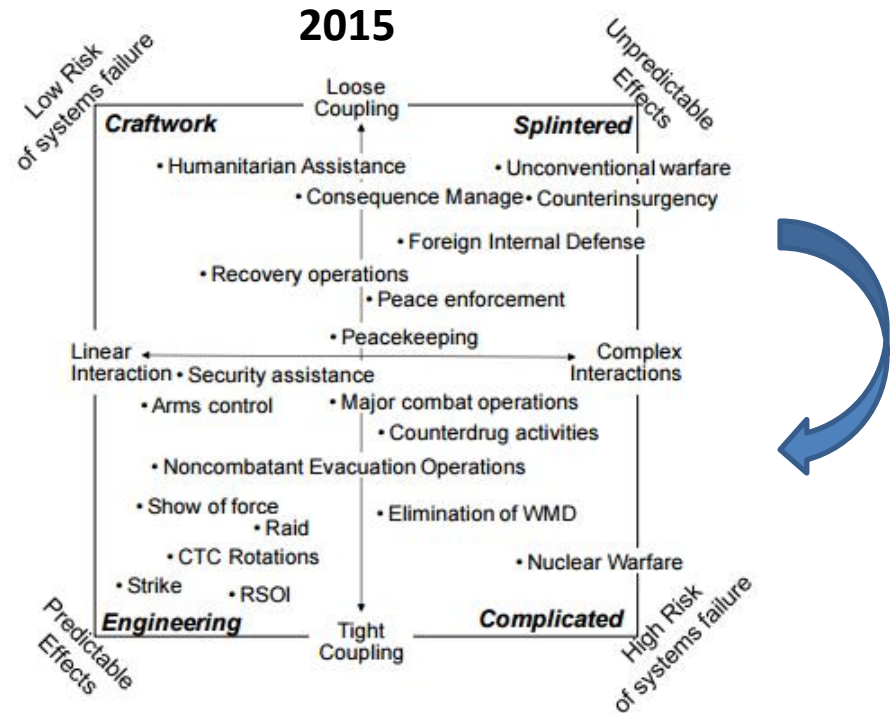 2015
Low Risk
of systems failure
Unpredictable
Effects
Loose
Coupling
Craftwork
Splintered
• Humanitarian Assistance
• Unconventional warfare
• Consequence Manage
• Counterinsurgency
• Foreign Internal Defense
• Recovery operations
• Peace enforcement
• Peacekeeping
Linear
Interaction
Complex
Interactions
• Security assistance
• Arms control
• Major combat operations
• Counterdrug activities
• Noncombatant Evacuation Operations
• Show of force
• Elimination of WMD
• Raid
• CTC Rotations
• Nuclear Warfare
• Strike
• RSOI
Engineering
Complicated
Tight
Coupling
Predictable
Effects
High Risk
of systems failure